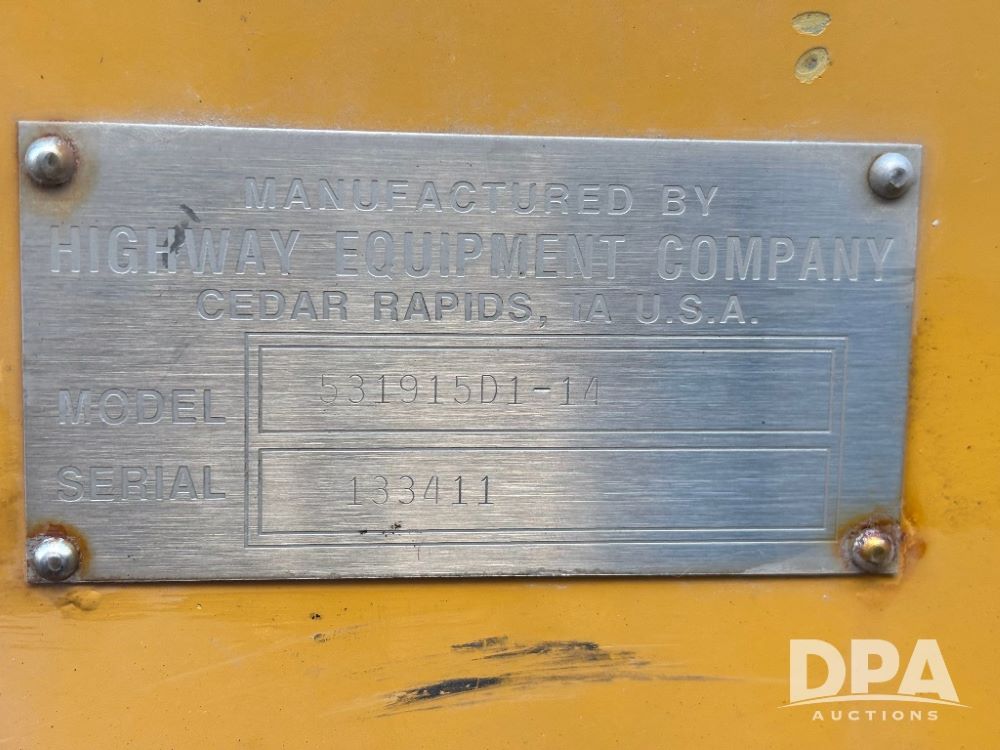 MANUFACTURED BY
HIGHWAY EQUIPMENT COMPANY
CEDAR RAPIDS, IA U.S.A.
MODEL 531915D1-14
SERIAL 133411
DPA
AUCTIONS